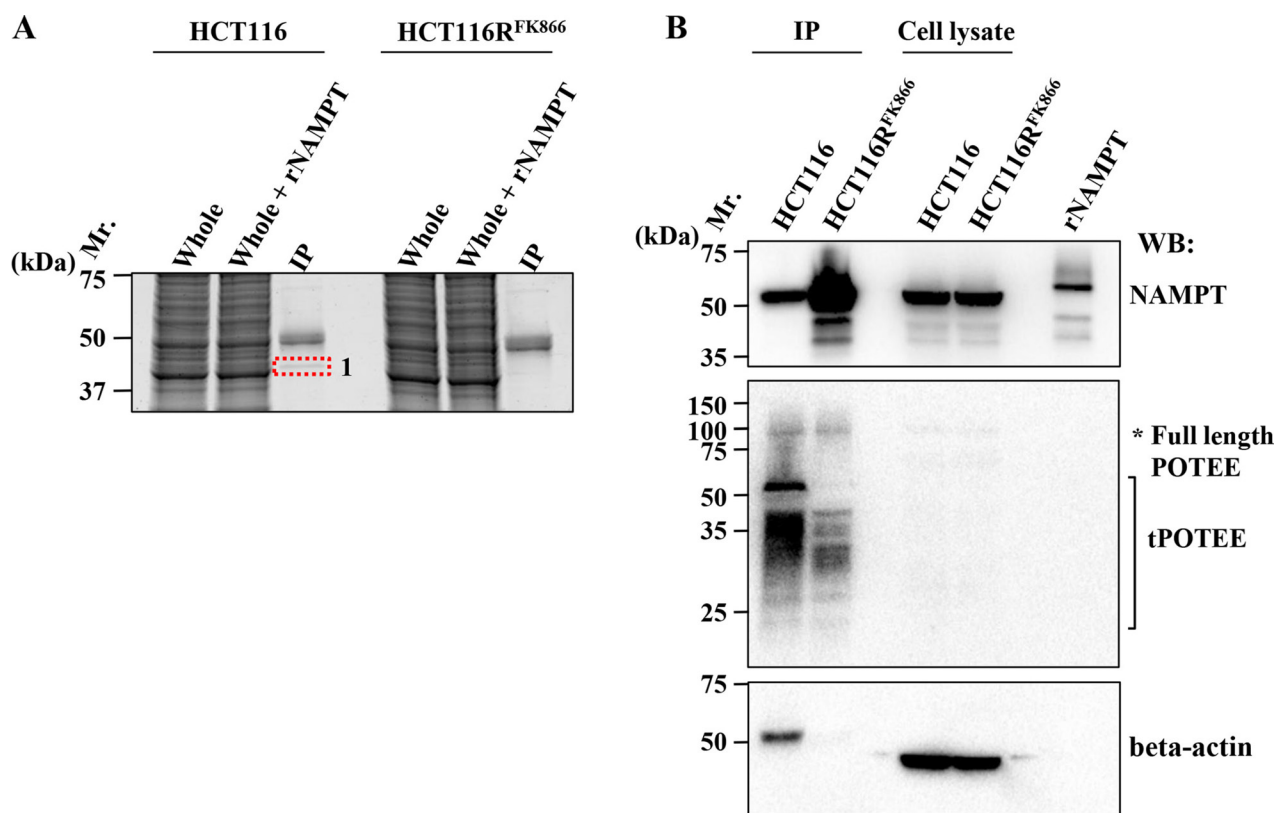 A
HCT116
HCT116R^FK866
Mr.
(kDa)
Whole
Whole + rNAMPT
IP
Whole
Whole + rNAMPT
IP
75
50
37
1
B
IP
Cell lysate
Mr.
(kDa)
HCT116
HCT116R^FK866
HCT116
HCT116R^FK866
rNAMPT
WB:
75
50
35
NAMPT
150
100
75
50
35
25
* Full length
POTEE
tPOTEE
75
50
beta-actin